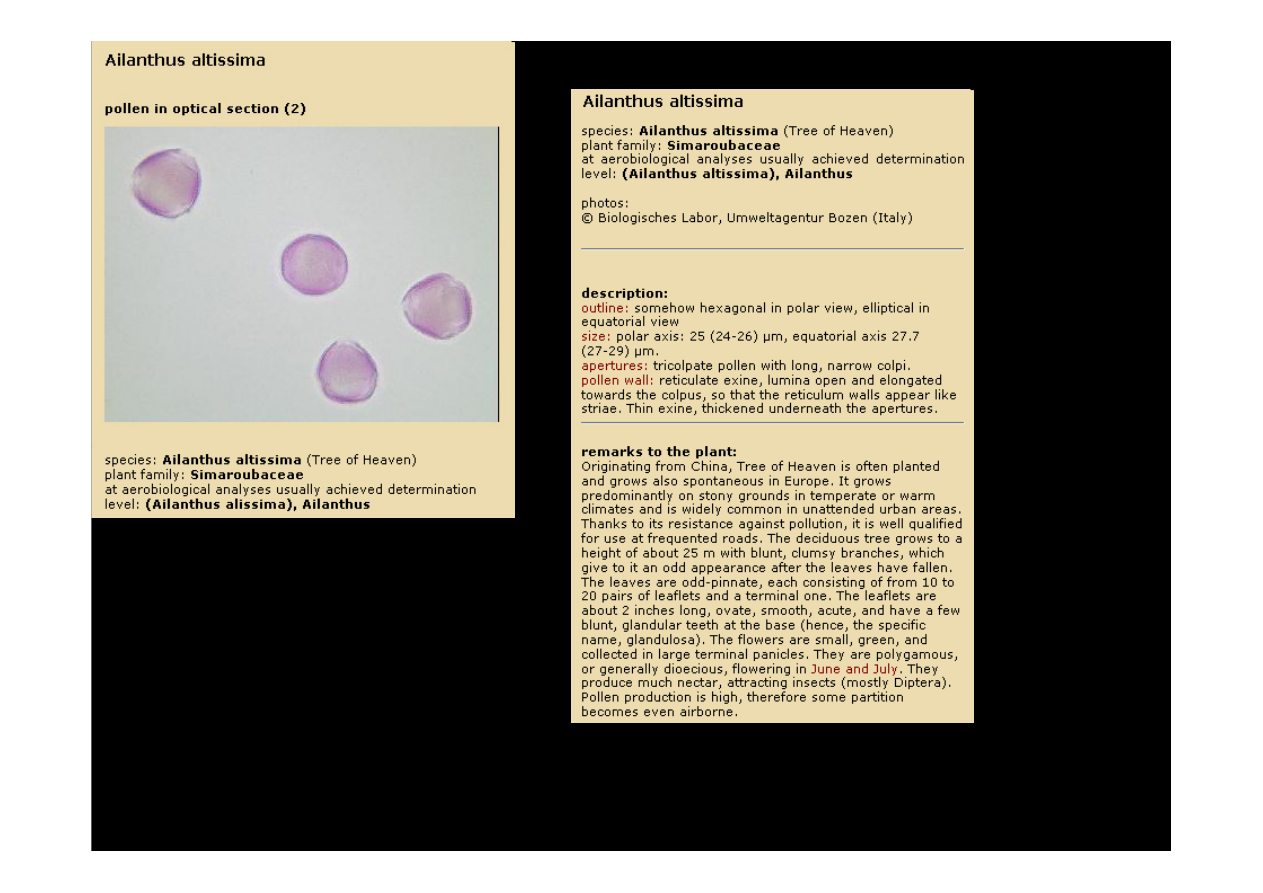 Ailanthus altissima
pollen in optical section (2)
species: Ailanthus altissima (Tree of Heaven)
plant family: Simaroubaceae
at aerobiological analyses usually achieved determination
level: (Ailanthus alissima), Ailanthus
Ailanthus altissima
species: Ailanthus altissima (Tree of Heaven)
plant family: Simaroubaceae
at aerobiological analyses usually achieved determination
level: (Ailanthus altissima), Ailanthus
photos:
© Biologisches Labor, Umweltagentur Bozen (Italy)
description:
outline: somehow hexagonal in polar view, elliptical in
equatorial view
size: polar axis: 25 (24-26) µm, equatorial axis 27.7
(27-29) µm.
apertures: tricolpate pollen with long, narrow colpi.
pollen wall: reticulate exine, lumina open and elongated
towards the colpus, so that the reticulum walls appear like
striae. Thin exine, thickened underneath the apertures.
remarks to the plant:
Originating from China, Tree of Heaven is often planted
and grows also spontaneous in Europe. It grows
predominantly on stony grounds in temperate or warm
climates and is widely common in unattended urban areas.
Thanks to its resistance against pollution, it is well qualified
for use at frequented roads. The deciduous tree grows to a
height of about 25 m with blunt, clumsy branches, which
give to it an odd appearance after the leaves have fallen.
The leaves are odd-pinnate, each consisting of from 10 to
20 pairs of leaflets and a terminal one. The leaflets are
about 2 inches long, ovate, smooth, acute, and have a few
blunt, glandular teeth at the base (hence, the specific
name, glandulosa). The flowers are small, green, and
collected in large terminal panicles. They are polygamous,
or generally dioecious, flowering in June and July. They
produce much nectar, attracting insects (mostly Diptera).
Pollen production is high, therefore some partition
becomes even airborne.